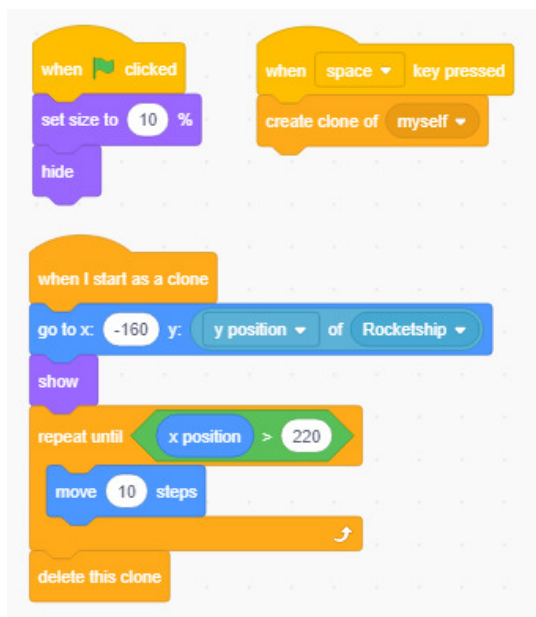 when clicked
set size to 10 %
hide
when space key pressed
create clone of myself
when I start as a clone
go to x: -160 y: y position of Rocketship
show
repeat until x position > 220
move 10 steps
delete this clone